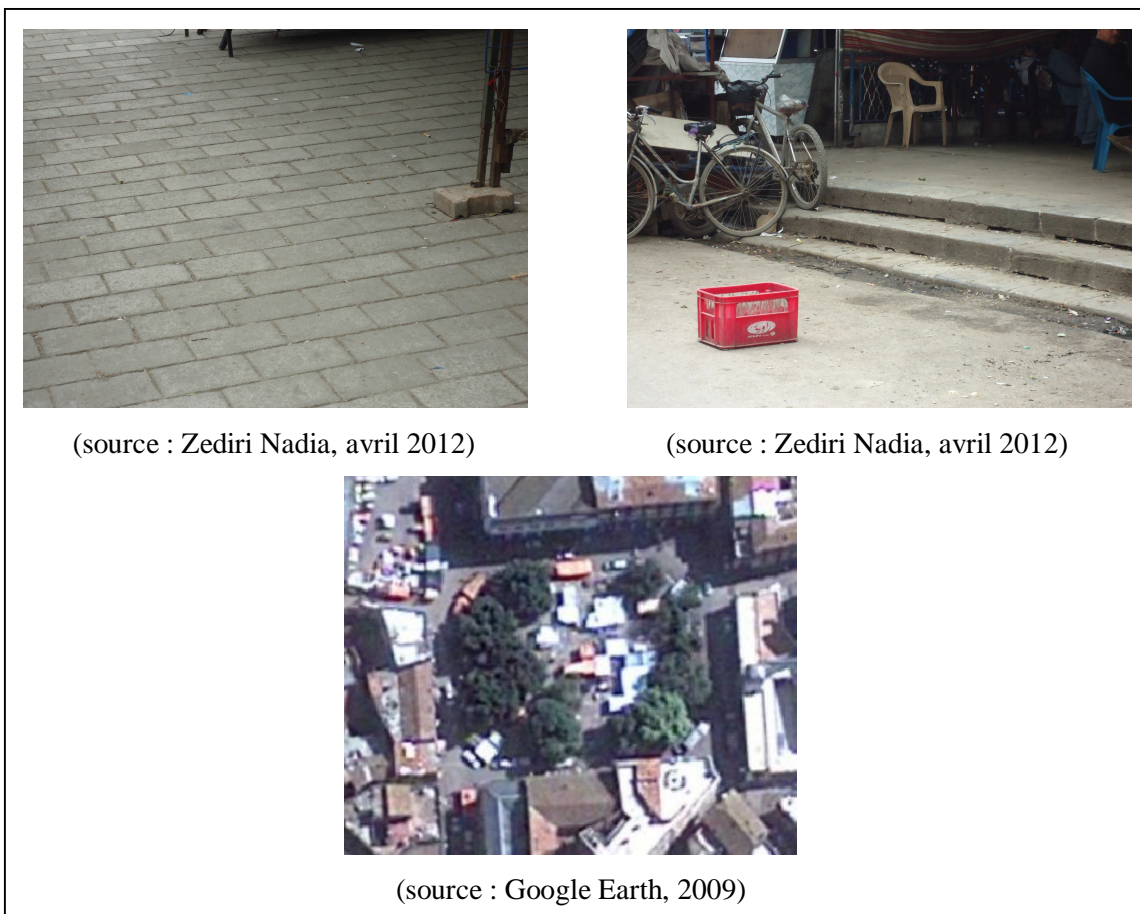 (source : Zediri Nadia, avril 2012)
(source : Zediri Nadia, avril 2012)
(source : Google Earth, 2009)